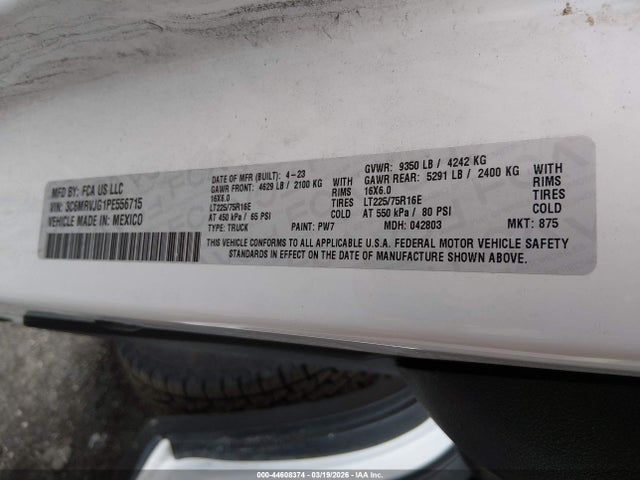 MFD BY: FCA US LLC
VIN: 3C6MRVJG1PE556715
VEHICLE MADE IN: MEXICO
DATE OF MFR (BUILT): 4-23
GAWR FRONT: 4629 LB / 2100 KG
16X6.0
LT225/75R16E
AT 450 kPa / 65 PSI
TYPE: TRUCK
WITH
RIMS
TIRES
COLD
PAINT: PW7
GVWR: 9350 LB / 4242 KG
GAWR REAR: 5291 LB / 2400 KG
16X6.0
LT225/75R16E
AT 550 kPa / 80 PSI
MDH: 042803
WITH
RIMS
TIRES
COLD
MKT: 875
THIS VEHICLE CONFORMS TO ALL APPLICABLE U.S.A. FEDERAL MOTOR VEHICLE SAFETY
STANDARDS IN EFFECT ON THE DATE OF MANUFACTURE SHOWN ABOVE.
000-44608374 | 03/19/2026 - IAA, Inc.